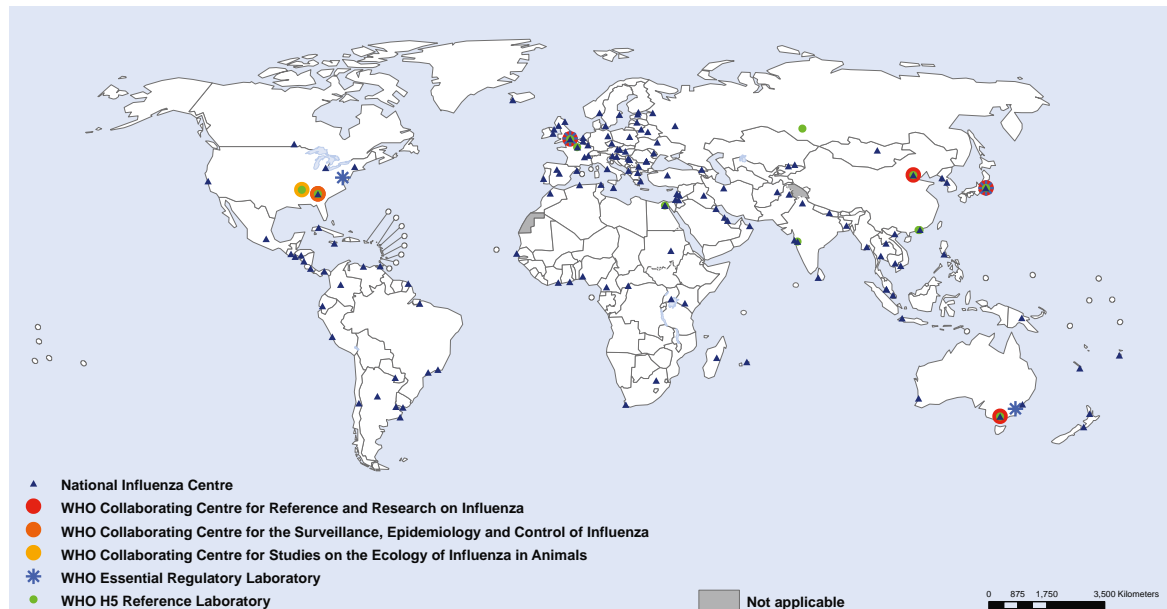 National Influenza Centre
WHO Collaborating Centre for Reference and Research on Influenza
WHO Collaborating Centre for the Surveillance, Epidemiology and Control of Influenza
WHO Collaborating Centre for Studies on the Ecology of Influenza in Animals
WHO Essential Regulatory Laboratory
WHO H5 Reference Laboratory
Not applicable
0 875 1,750 3,500 Kilometers